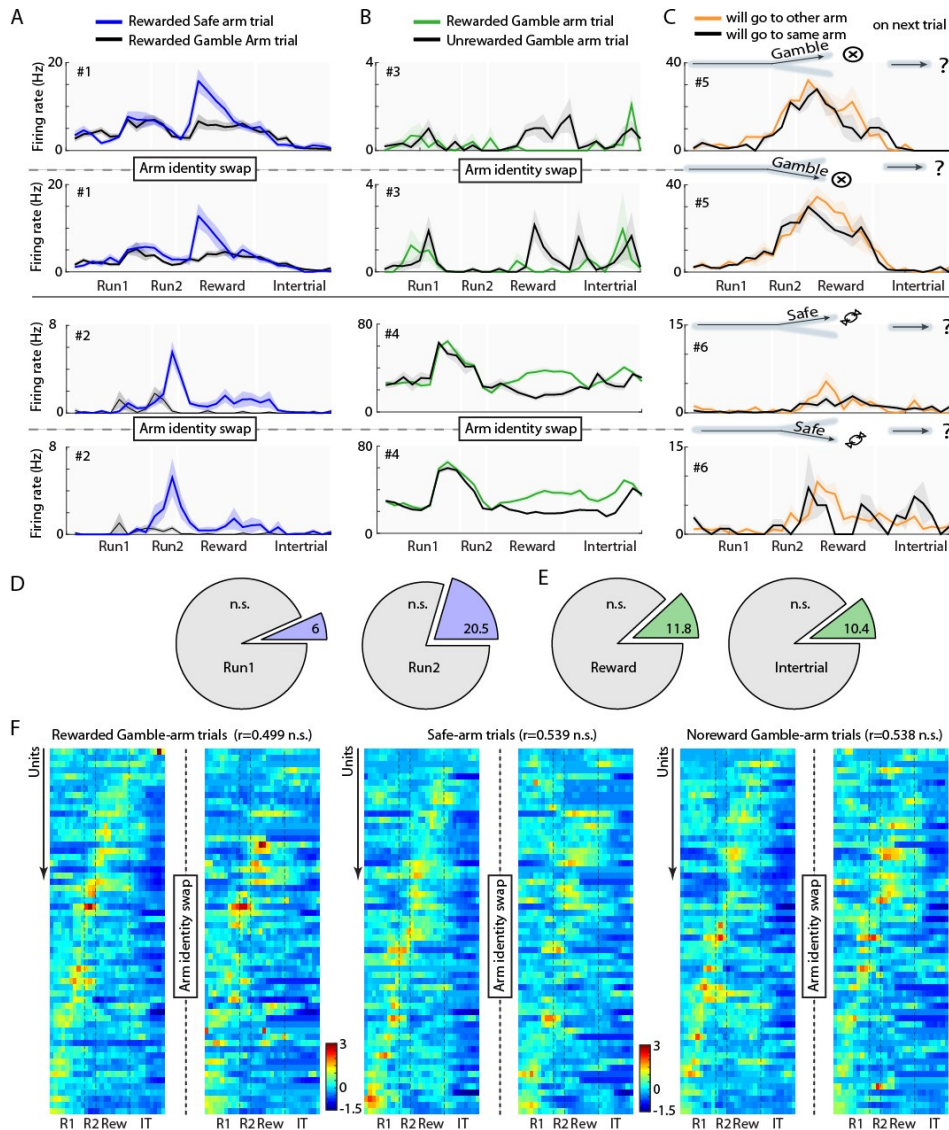 A
Rewarded Safe arm trial
Rewarded Gamble Arm trial
B
Rewarded Gamble arm trial
Unrewarded Gamble arm trial
C
will go to other arm
will go to same arm
on next trial
Firing rate (Hz)
20
0
#1
4
0
#3
40
0
#5
Gamble
?
Arm identity swap
Arm identity swap
Firing rate (Hz)
20
0
#1
4
0
#3
40
0
#5
Gamble
?
Run1 Run2 Reward Intertrial
Run1 Run2 Reward Intertrial
Run1 Run2 Reward Intertrial
Firing rate (Hz)
8
0
#2
80
0
#4
15
0
#6
Safe
?
Arm identity swap
Arm identity swap
Firing rate (Hz)
8
0
#2
80
0
#4
15
0
#6
Safe
?
Run1 Run2 Reward Intertrial
Run1 Run2 Reward Intertrial
Run1 Run2 Reward Intertrial
D
n.s.
6
Run1
n.s.
20.5
Run2
E
n.s.
11.8
Reward
n.s.
10.4
Intertrial
F
Rewarded Gamble-arm trials (r=0.499 n.s.)
Safe-arm trials (r=0.539 n.s.)
Noreward Gamble-arm trials (r=0.538 n.s.)
Units
Arm identity swap
Units
Arm identity swap
Units
Arm identity swap
3
0
-1.5
3
0
-1.5
R1 R2 Rew IT
R1 R2 Rew IT
R1 R2 Rew IT
R1 R2 Rew IT
R1 R2 Rew IT
R1 R2 Rew IT